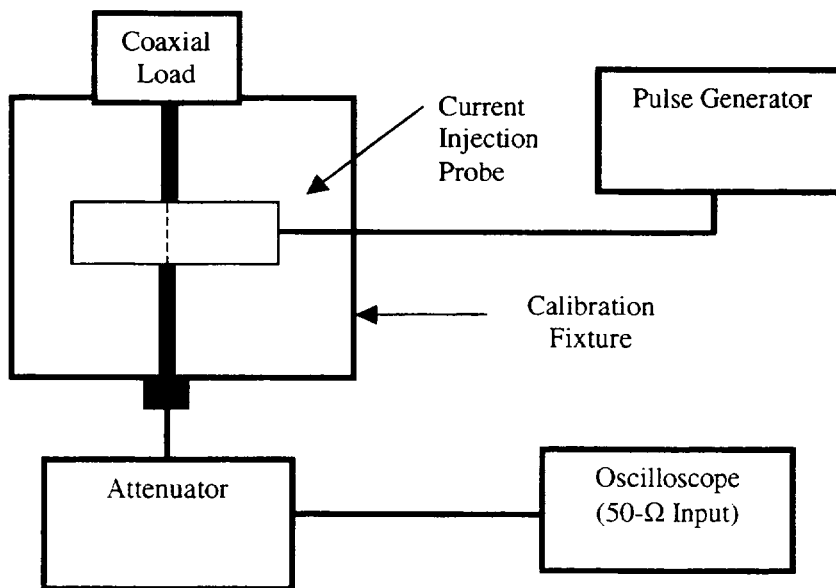 Coaxial
Load
Current
Injection
Probe
Pulse Generator
Calibration
Fixture
Attenuator
Oscilloscope
(50-Ω Input)